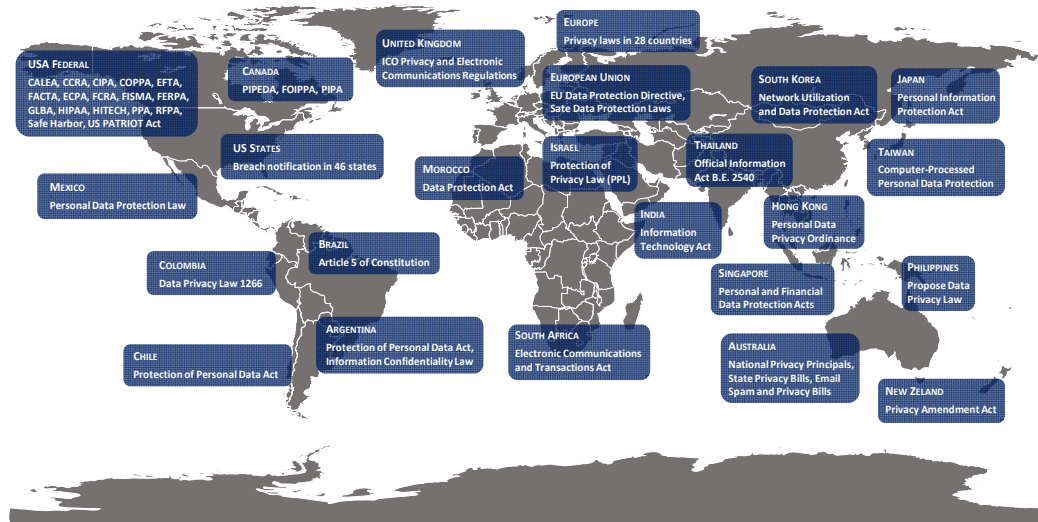 EUROPE
Privacy laws in 28 countries
UNITED KINGDOM
ICO Privacy and Electronic
Communications Regulations
USA FEDERAL
CALEA, CCRA, CIPA, COPPA, EFTA,
FACTA, ECPA, FCRA, FISMA, FERPA,
GLBA, HIPAA, HITECH, PPA, RFPA,
Safe Harbor, US PATRIOT Act
CANADA
PIPEDA, FOIPPA, PIPA
EUROPEAN UNION
EU Data Protection Directive,
Sate Data Protection Laws
SOUTH KOREA
Network Utilization
and Data Protection Act
JAPAN
Personal Information
Protection Act
US STATES
Breach notification in 46 states
ISRAEL
Protection of
Privacy Law (PPL)
THAILAND
Official Information
Act B.E. 2540
TAIWAN
Computer-Processed
Personal Data Protection
MOROCCO
Data Protection Act
MEXICO
Personal Data Protection Law
HONG KONG
Personal Data
Privacy Ordinance
INDIA
Information
Technology Act
BRAZIL
Article 5 of Constitution
COLOMBIA
Data Privacy Law 1266
SINGAPORE
Personal and Financial
Data Protection Acts
PHILIPPINES
Propose Data
Privacy Law
ARGENTINA
Protection of Personal Data Act,
Information Confidentiality Law
SOUTH AFRICA
Electronic Communications
and Transactions Act
AUSTRALIA
National Privacy Principals,
State Privacy Bills, Email
Spam and Privacy Bills
CHILE
Protection of Personal Data Act
NEW ZELAND
Privacy Amendment Act